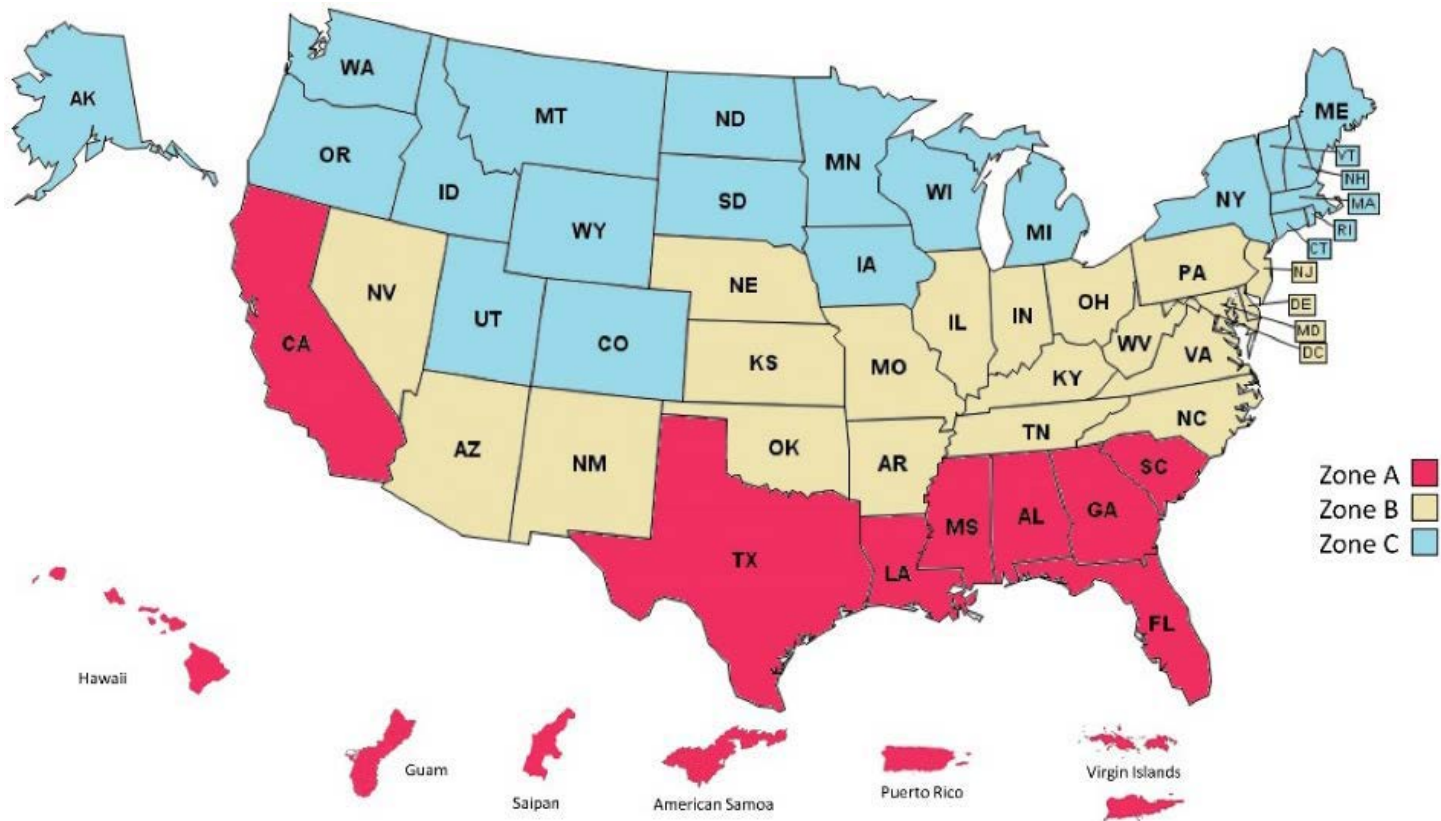 AK
WA
MT
ND
MN
ME
OR
ID
SD
WI
VT
NH
WY
MI
NY
MA
RI
CT
IA
NV
NE
PA
NJ
CA
UT
CO
IL
IN
OH
DE
KS
MO
WV
VA
MD
DC
KY
AZ
NM
OK
AR
TN
NC
SC
Zone A
Zone B
Zone C
TX
LA
MS
AL
GA
FL
Hawaii
Guam
Saipan
American Samoa
Puerto Rico
Virgin Islands